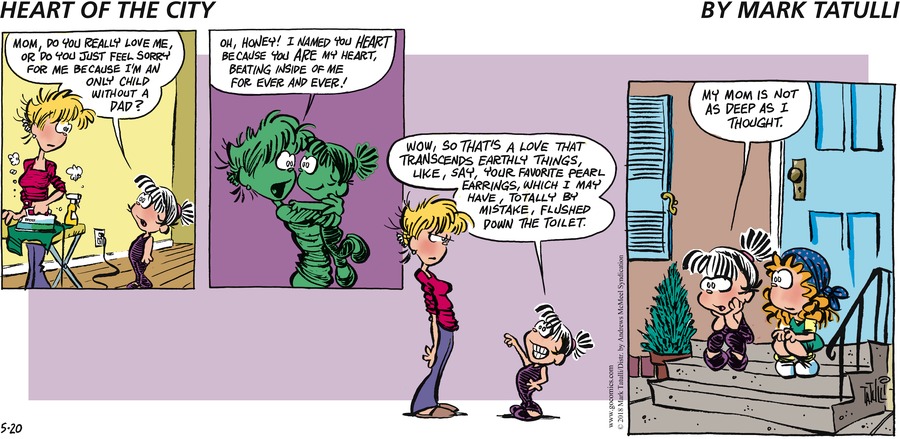 HEART OF THE CITY
BY MARK TATULLI
MOM, DO YOU REALLY LOVE ME,
OR DO YOU JUST FEEL SORRY
FOR ME BECAUSE I'M AN
ONLY CHILD
WITHOUT A
DAD?
OH, HONEY! I NAMED YOU HEART
BECAUSE YOU ARE MY HEART,
BEATING INSIDE OF ME
FOR EVER AND EVER!
WOW, SO THAT'S A LOVE THAT
TRANSCENDS EARTHLY THINGS,
LIKE, SAY, YOUR FAVORITE PEARL
EARRINGS, WHICH I MAY
HAVE, TOTALLY BY
MISTAKE, FLUSHED
DOWN THE TOILET.
MY MOM IS NOT
AS DEEP AS I
THOUGHT.
www.gocomics.com
© 2018 Mark Tatulli/Distr. by Andrews McMeel Syndication
TATULLI
5-20